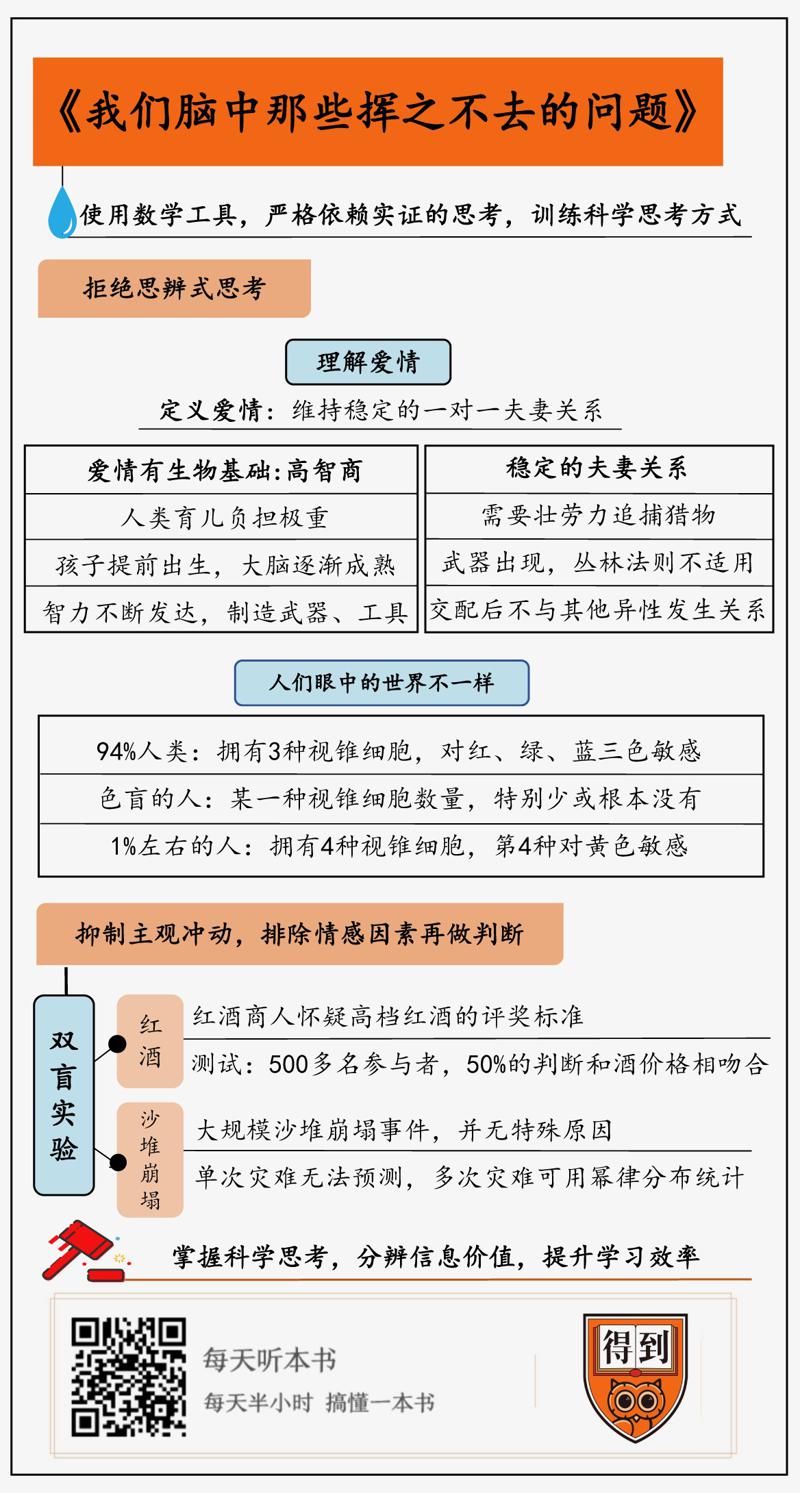 《我们脑中那些挥之不去的问题》
使用数学工具，严格依赖实证的思考，训练科学思考方式
拒绝思辨式思考
理解爱情
定义爱情：维持稳定的一对一夫妻关系
爱情有生物基础:高智商
人类育儿负担极重
孩子提前出生，大脑逐渐成熟
智力不断发达，制造武器、工具
稳定的夫妻关系
需要壮劳力追捕猎物
武器出现，丛林法则不适用
交配后不与其他异性发生关系
人们眼中的世界不一样
94%人类：拥有3种视锥细胞，对红、绿、蓝三色敏感
色盲的人：某一种视锥细胞数量，特别少或根本没有
1%左右的人：拥有4种视锥细胞，第4种对黄色敏感
抑制主观冲动，排除情感因素再做判断
双盲实验
红酒
红酒商人怀疑高档红酒的评奖标准
测试：500多名参与者，50%的判断和酒价格相吻合
沙堆崩塌
大规模沙堆崩塌事件，并无特殊原因
单次灾难无法预测，多次灾难可用幂律分布统计
掌握科学思考，分辨信息价值，提升学习效率
每天听本书
每天半小时 搞懂一本书
得到